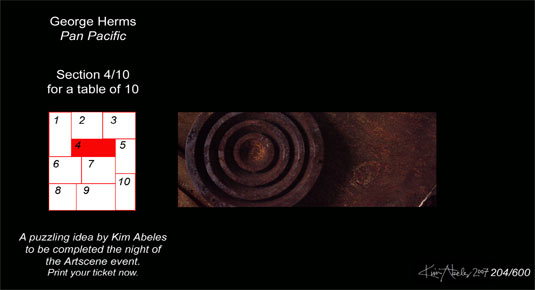 George Herms
Pan Pacific
Section 4/10
for a table of 10
1 2 3
4 5
6 7
10
8 9
A puzzling idea by Kim Abeles
to be completed the night of
the Artscene event.
Print your ticket now.
Kim Abeles 2007 204/600